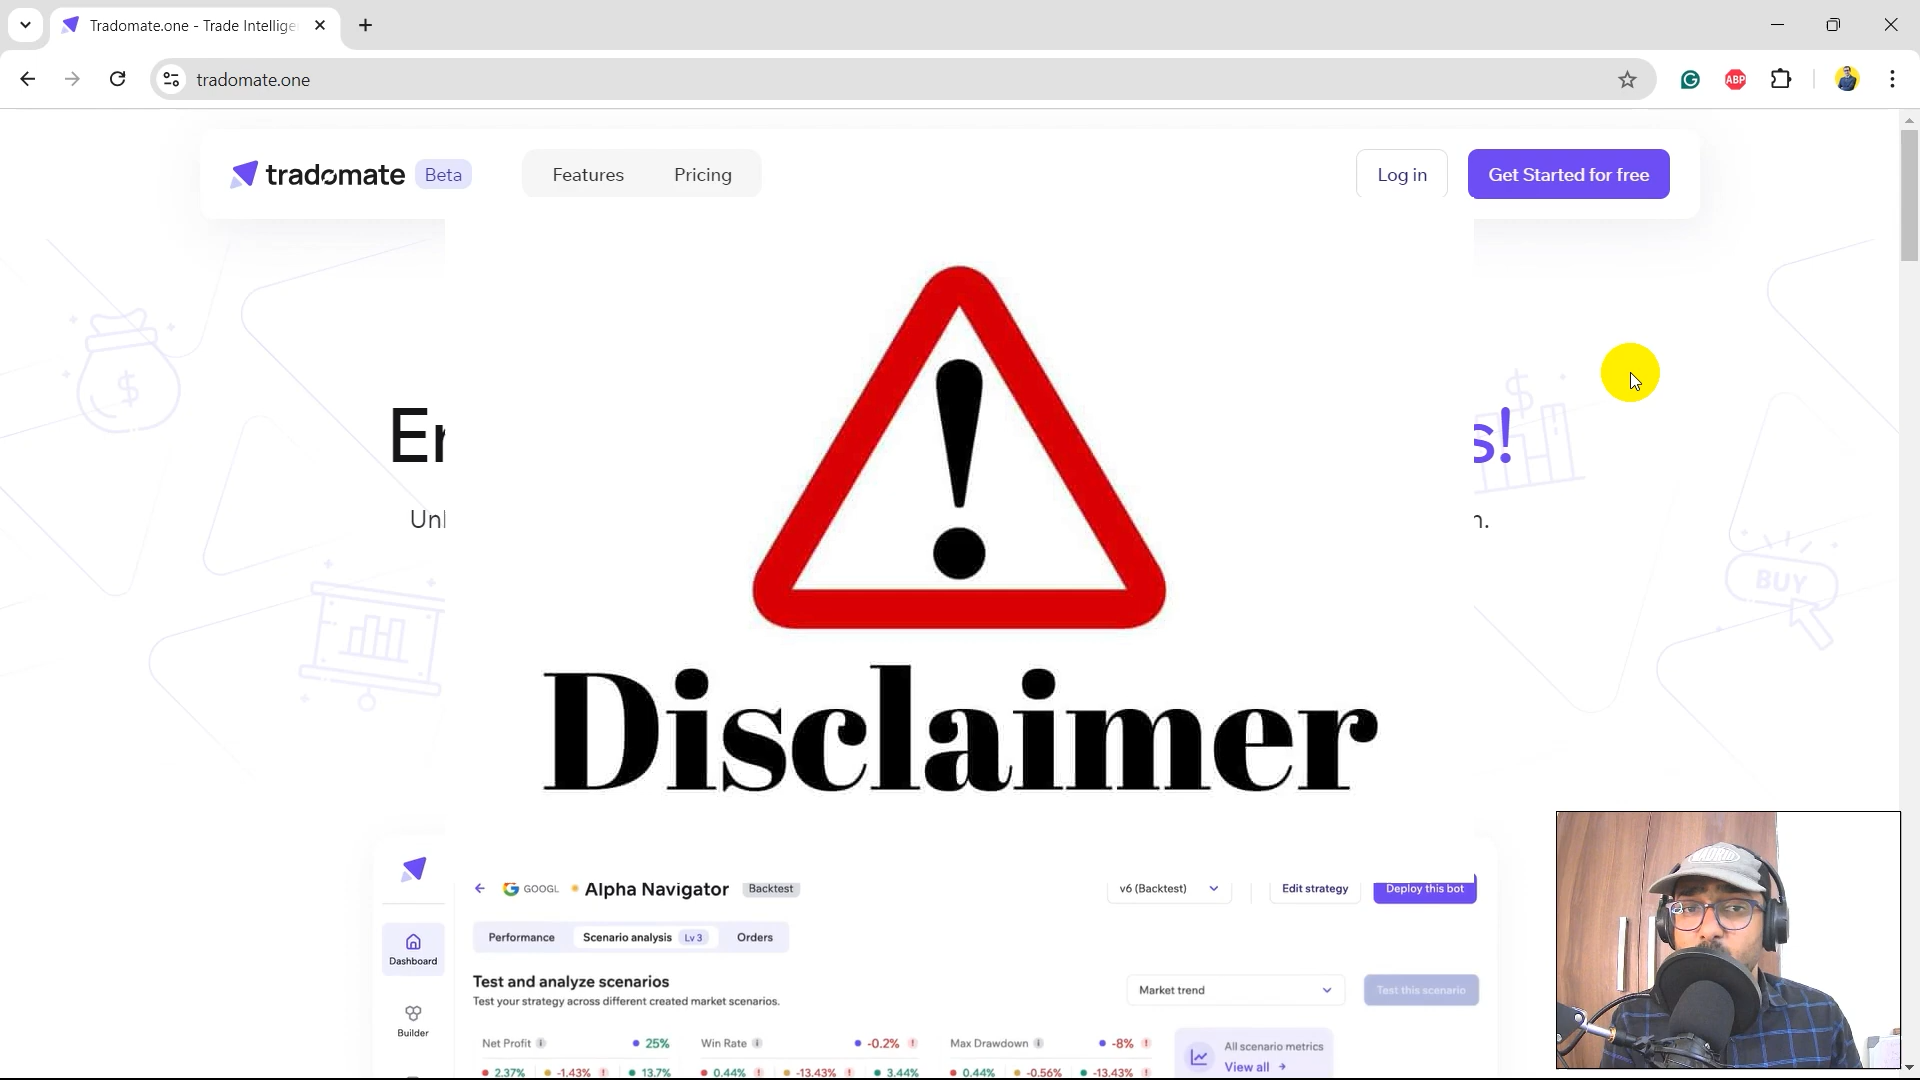 Tradomate.one - Trade Intellige
tradomate.one
ABP
tradomate Beta
Features
Pricing
Log in
Get Started for free
$
$
Er
s!
Unl
n.
BUY
Disclaimer
GOOGL
Alpha Navigator
Backtest
v6 (Backtest)
Edit strategy
Deploy this bot
Performance
Scenario analysis Lv 3
Orders
Dashboard
Test and analyze scenarios
Test your strategy across different created market scenarios.
Market trend
Test this scenario
Builder
Net Profit
25%
Win Rate
-0.2%
Max Drawdown
-8%
All scenario metrics
View all
2.37%
-1.43%
13.7%
0.44%
-13.43%
3.44%
0.44%
-0.56%
-13.43%